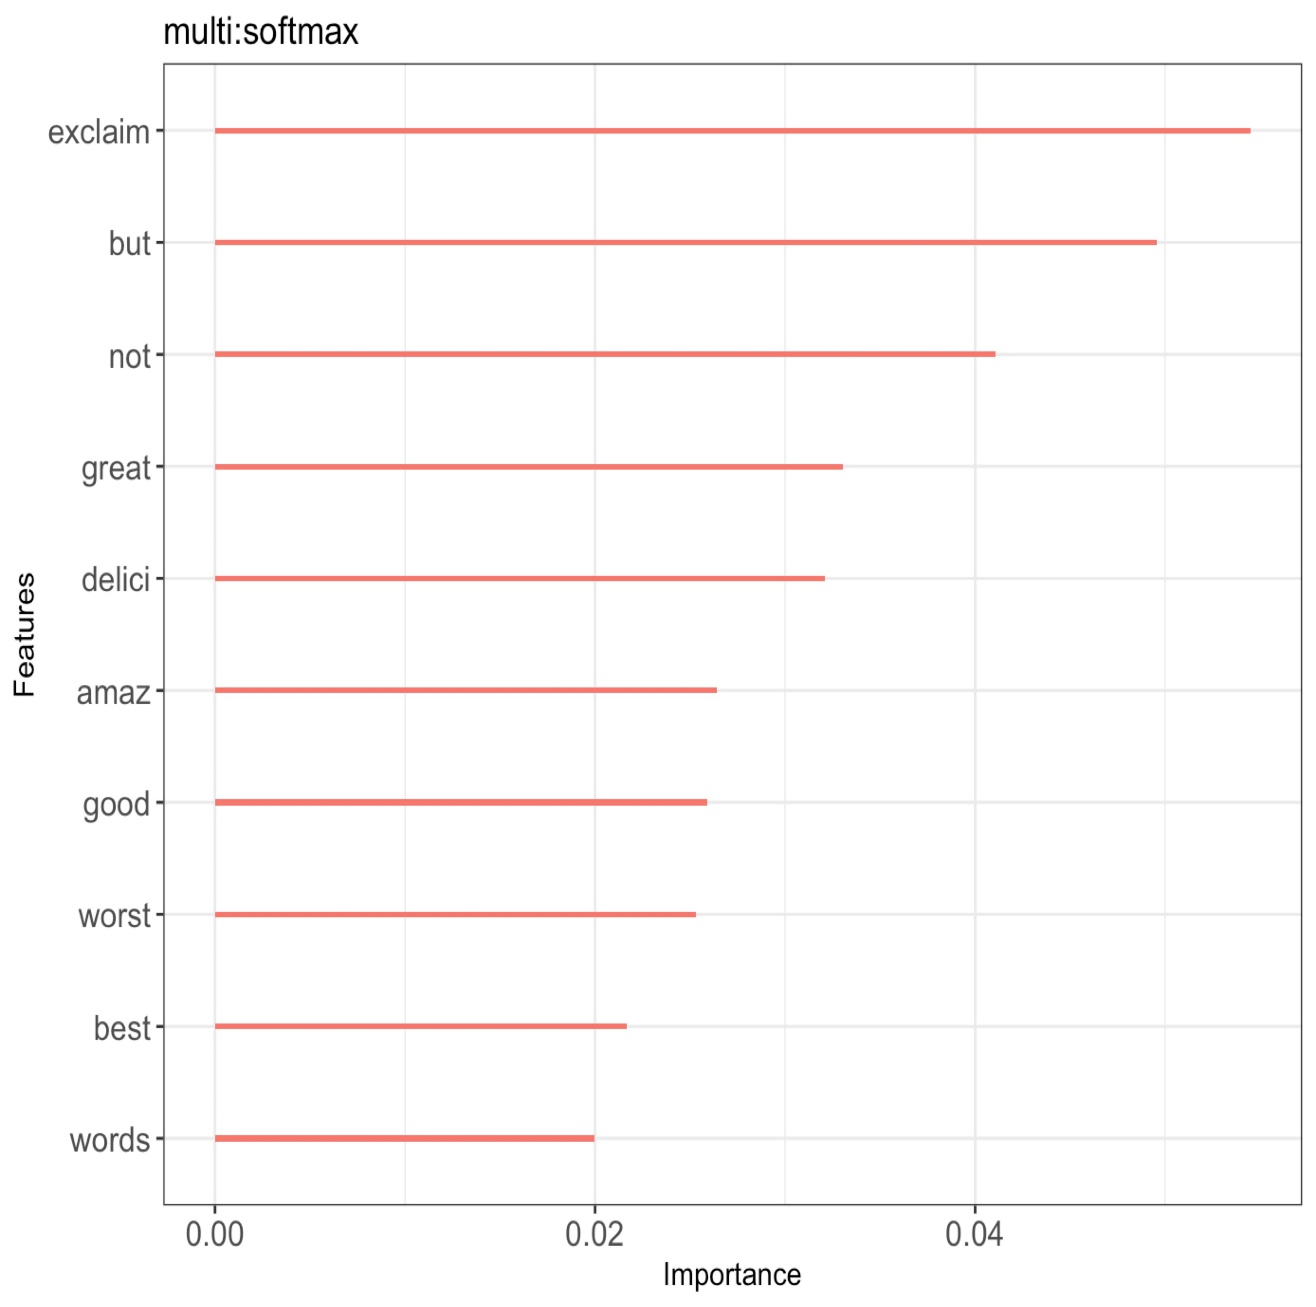 multi:softmax
exclaim
but
not
great
delici
amaz
good
worst
best
words
Features
0.00 0.02 0.04
Importance